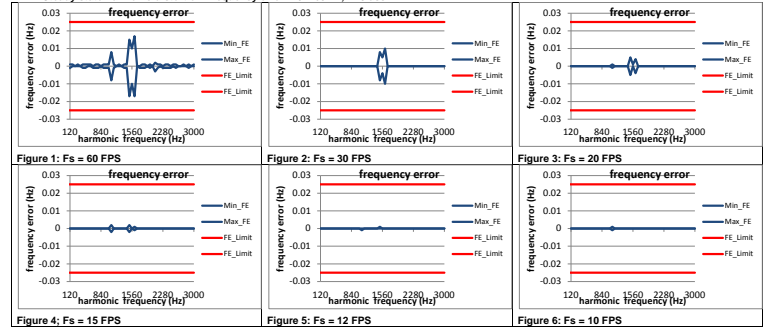 frequency error
frequency error (Hz)
0.03
0.02
0.01
0
-0.01
-0.02
-0.03
120 840 1560 2280 3000
harmonic frequency (Hz)
Min_FE
Max_FE
FE_Limit
FE_Limit
Figure 1: Fs = 60 FPS
frequency error
frequency error (Hz)
0.03
0.02
0.01
0
-0.01
-0.02
-0.03
120 840 1560 2280 3000
harmonic frequency (Hz)
Min_FE
Max_FE
FE_Limit
FE_Limit
Figure 2: Fs = 30 FPS
frequency error
frequency error (Hz)
0.03
0.02
0.01
0
-0.01
-0.02
-0.03
120 840 1560 2280 3000
harmonic frequency (Hz)
Min_FE
Max_FE
FE_Limit
FE_Limit
Figure 3: Fs = 20 FPS
frequency error
frequency error (Hz)
0.03
0.02
0.01
0
-0.01
-0.02
-0.03
120 840 1560 2280 3000
harmonic frequency (Hz)
Min_FE
Max_FE
FE_Limit
FE_Limit
Figure 4; Fs = 15 FPS
frequency error
frequency error (Hz)
0.03
0.02
0.01
0
-0.01
-0.02
-0.03
120 840 1560 2280 3000
harmonic frequency (Hz)
Min_FE
Max_FE
FE_Limit
FE_Limit
Figure 5: Fs = 12 FPS
frequency error
frequency error (Hz)
0.03
0.02
0.01
0
-0.01
-0.02
-0.03
120 840 1560 2280 3000
harmonic frequency (Hz)
Min_FE
Max_FE
FE_Limit
FE_Limit
Figure 6: Fs = 10 FPS